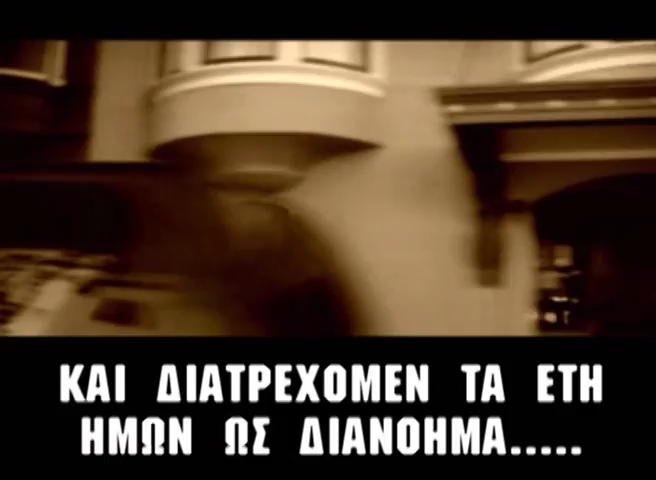 ΚΑΙ ΔΙΑΤΡΕΧΟΜΕΝ ΤΑ ΕΤΗ
ΗΜΩΝ ΩΣ ΔΙΑΝΟΗΜΑ.....